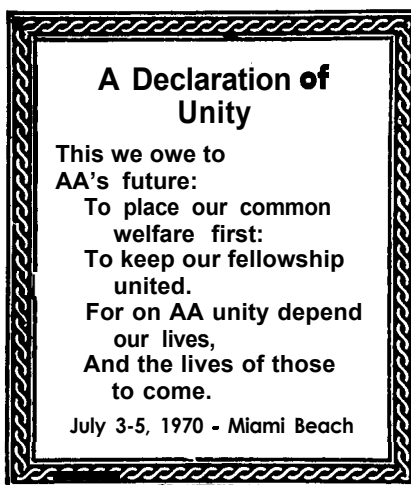 A Declaration of
Unity
This we owe to
AA's future:
To place our common
welfare first:
To keep our fellowship
united.
For on AA unity depend
our lives,
And the lives of those
to come.
July 3-5, 1970 - Miami Beach